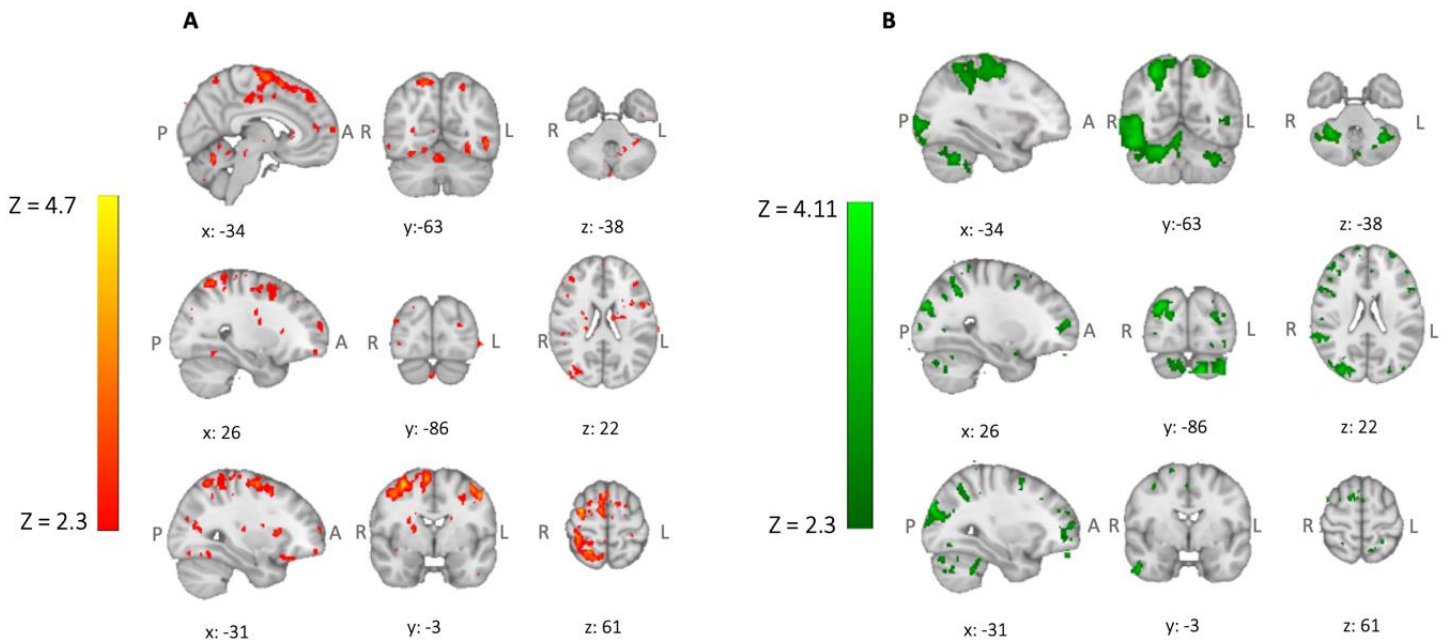 A
B
P
A
R
L
R
L
x: -34
y:-63
z: -38
P
A
R
L
R
L
x: -34
y:-63
z: -38
Z = 4.7
Z = 2.3
Z = 4.11
Z = 2.3
P
A
R
L
R
L
x: 26
y: -86
z: 22
P
A
R
L
R
L
x: 26
y: -86
z: 22
P
A
R
L
R
L
x: -31
y: -3
z: 61
P
A
R
L
R
L
x: -31
y: -3
z: 61